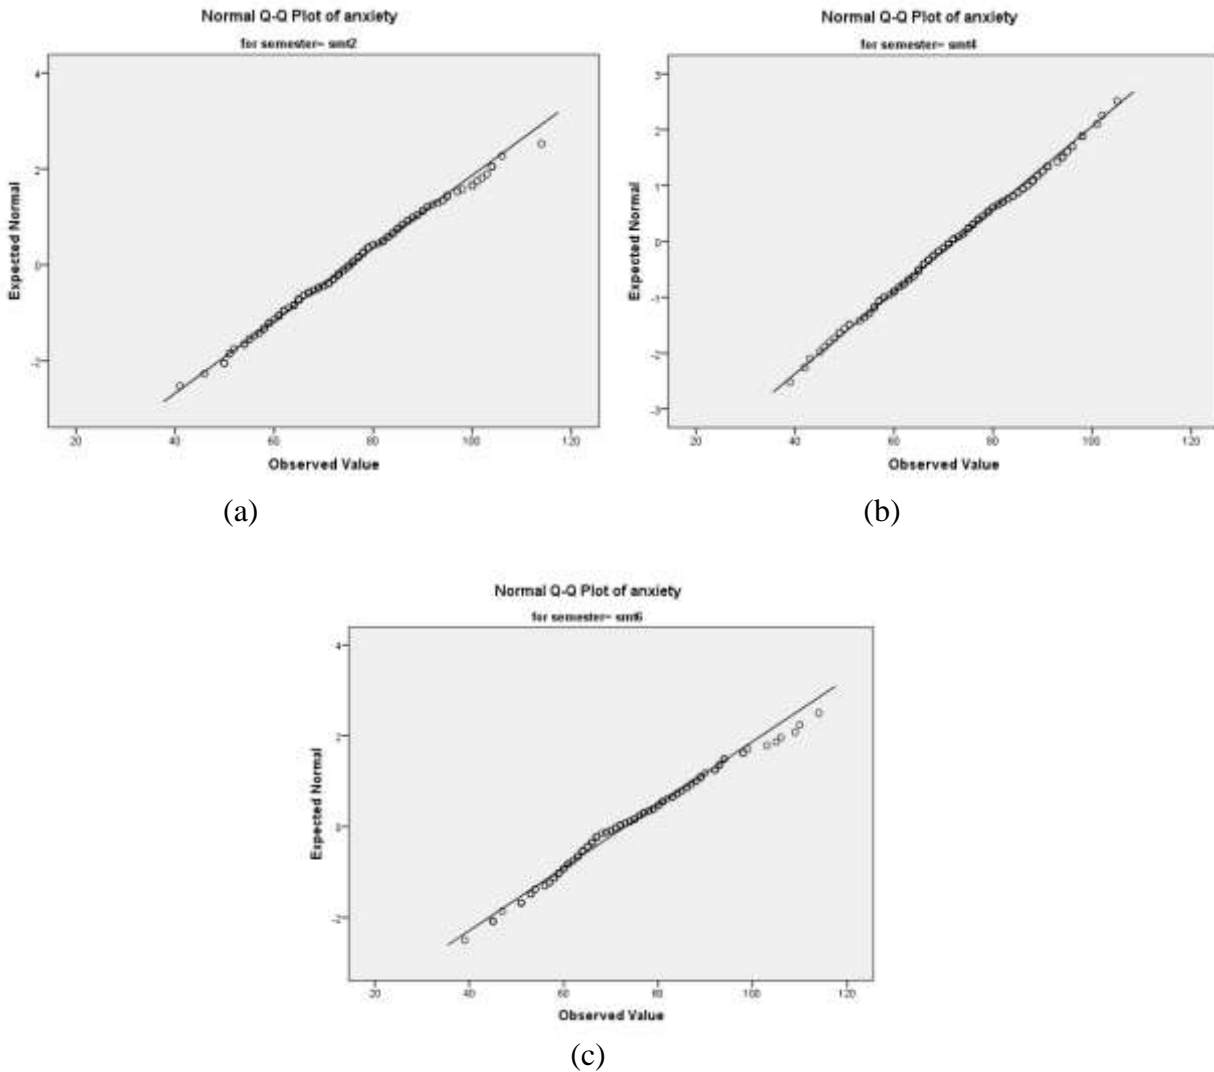 Normal Q-Q Plot of anxiety
for semester= smt2
4
2
0
-2
Expected Normal
20 40 60 80 100 120
Observed Value
(a)
Normal Q-Q Plot of anxiety
for semester= smt4
3
2
1
0
-1
-2
-3
Expected Normal
20 40 60 80 100 120
Observed Value
(b)
Normal Q-Q Plot of anxiety
for semester= smt6
4
2
0
-2
Expected Normal
20 40 60 80 100 120
Observed Value
(c)